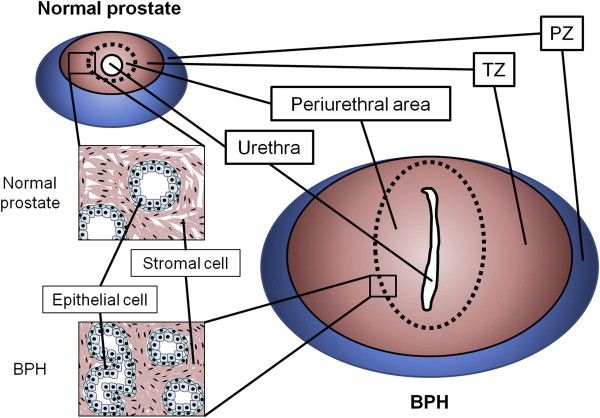 Normal prostate
PZ
TZ
Periurethral area
Urethra
Normal
prostate
Stromal cell
Epithelial cell
BPH
BPH